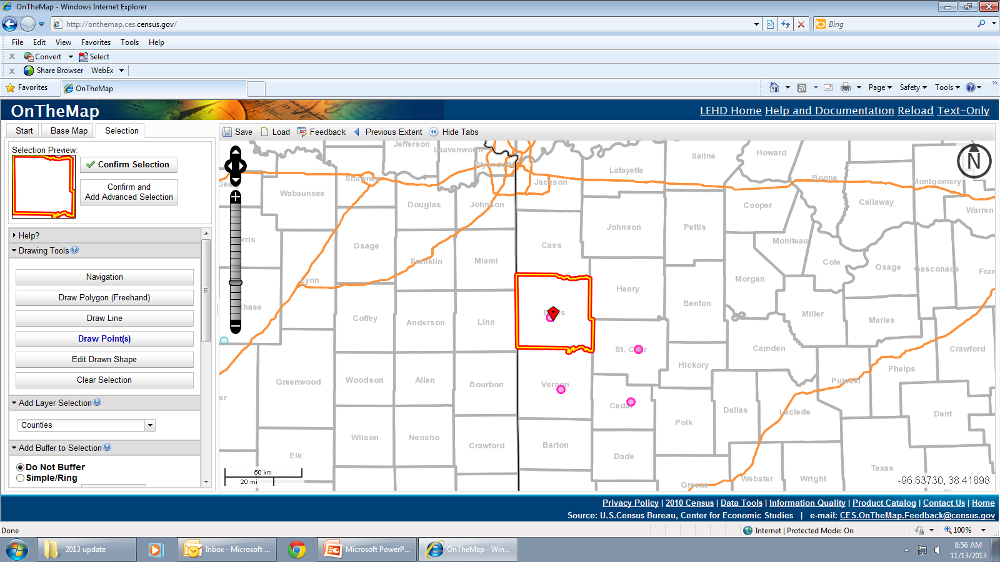 OnTheMap - Windows Internet Explorer
http://onthemap.ces.census.gov/
Bing
File Edit View Favorites Tools Help
Convert Select
Share Browser WebEx
Favorites OnTheMap Page Safety Tools
OnTheMap
LEHD Home Help and Documentation Reload Text-Only
Start Base Map Selection
Save Load Feedback Previous Extent Hide Tabs
Selection Preview:
Confirm Selection
Confirm and
Add Advanced Selection
Help?
Drawing Tools
Navigation
Draw Polygon (Freehand)
Draw Line
Draw Point(s)
Edit Drawn Shape
Clear Selection
Add Layer Selection
Counties
Add Buffer to Selection
Do Not Buffer
Simple/Ring
Jefferson Leavenworth Saline Howard
N
Wyandotte Lafayette
Shawnee Jackson Boone Montgomery
Wabaunsee Douglas Johnson Cooper Callaway Warren
Johnson Pettis
Osage Cass Moniteau
Franklin Miami Cole Osage Gasconade
Lyon Henry Morgan
Chase Benton Miller
Coffey Anderson Linn Maries
St. Clair Camden Crawford
Greenwood Woodson Allen Bourbon Vernon Hickory Pulaski Phelps
Cedar Dallas Laclede Dent
Wilson Neosho Crawford Barton Polk
Elk Dade Texas
Webster Wright
Greene
50 km
20 mi
-96.63730, 38.41898
Privacy Policy | 2010 Census | Data Tools | Information Quality | Product Catalog | Contact Us | Home
Source: U.S.Census Bureau, Center for Economic Studies | e-mail: CES.OnTheMap.Feedback@census.gov
Done
Internet | Protected Mode: On 100%
2013 update Inbox - Microsoft ... Microsoft PowerP... OnTheMap - Win...
8:56 AM
11/13/2013